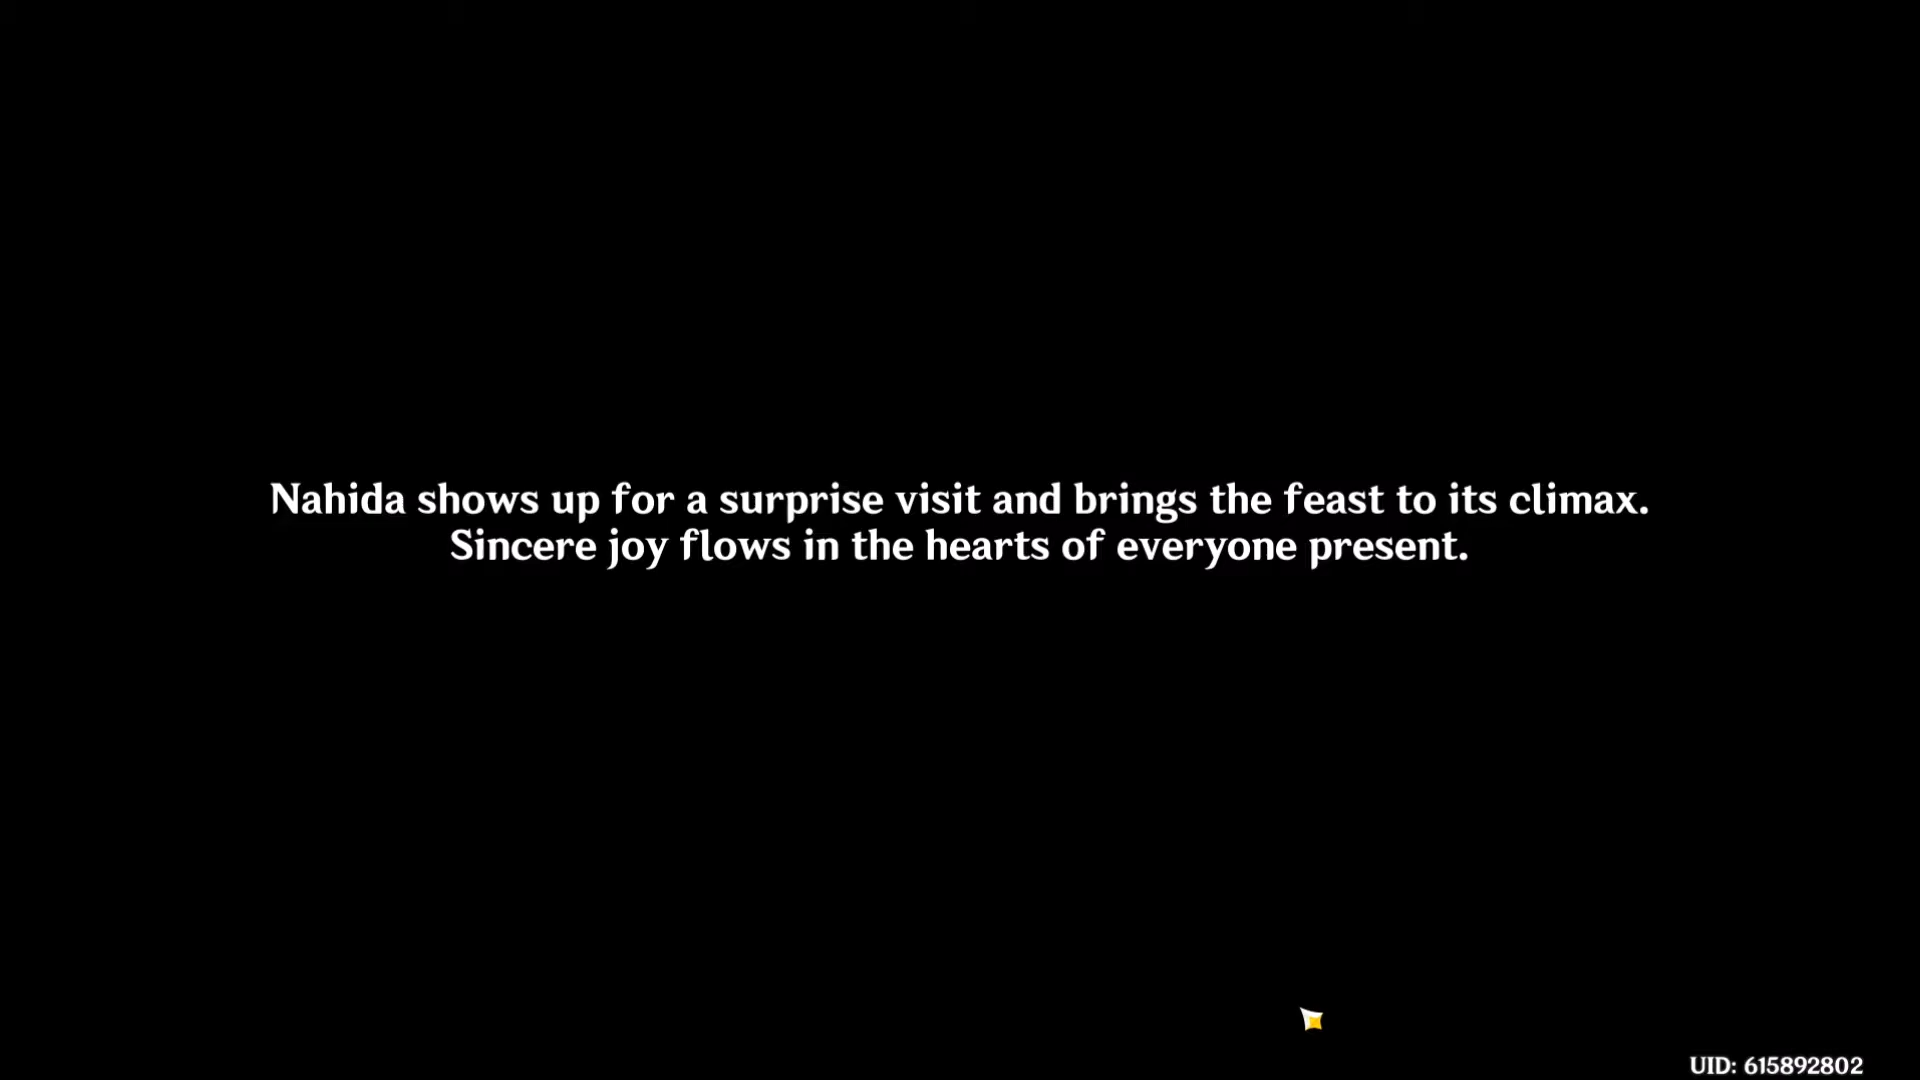 Nahida shows up for a surprise visit and brings the feast to its climax.
Sincere joy flows in the hearts of everyone present.
UID: 615892802